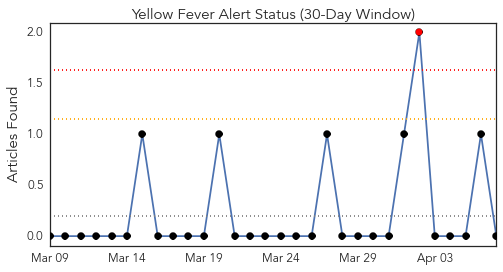 Yellow Fever Alert Status (30-Day Window)
Articles Found
2.0
1.5
1.0
0.5
0.0
Mar 09 Mar 14 Mar 19 Mar 24 Mar 29 Apr 03